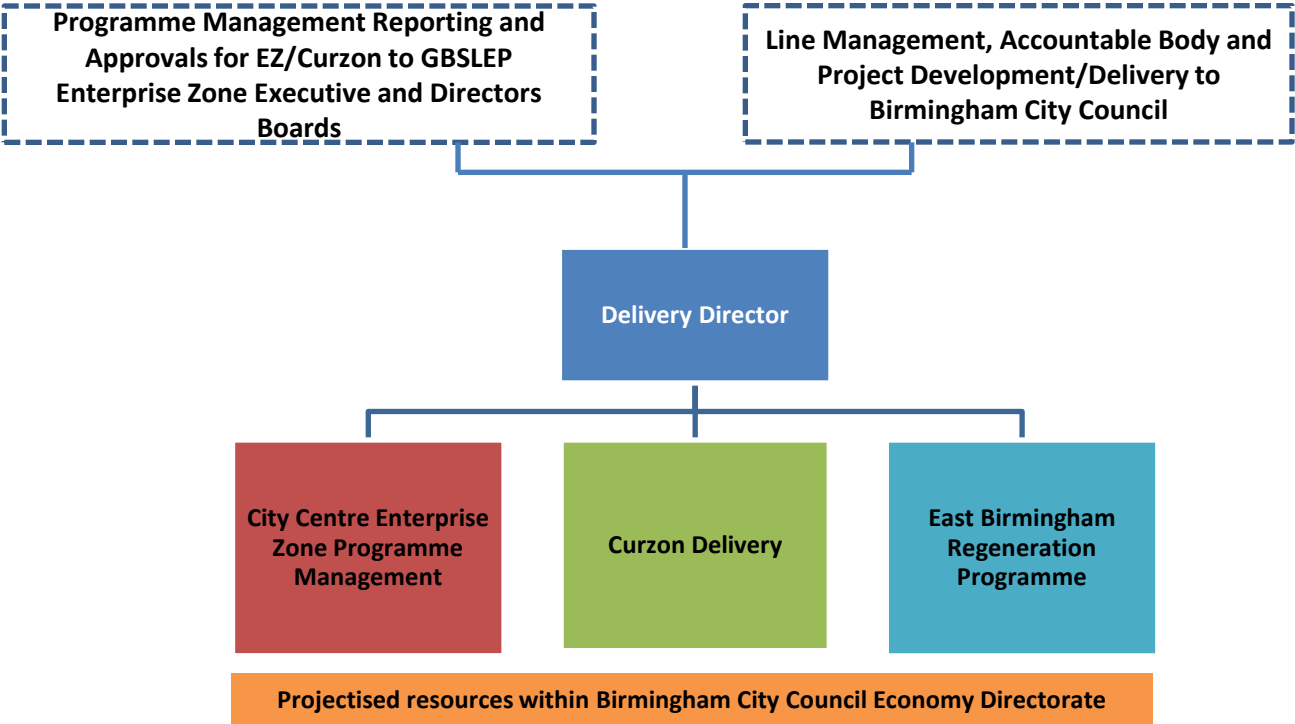 Programme Management Reporting and
Approvals for EZ/Curzon to GBSLEP
Enterprise Zone Executive and Directors
Boards
Line Management, Accountable Body and
Project Development/Delivery to
Birmingham City Council
Delivery Director
City Centre Enterprise
Zone Programme
Management
Curzon Delivery
East Birmingham
Regeneration
Programme
Projectised resources within Birmingham City Council Economy Directorate